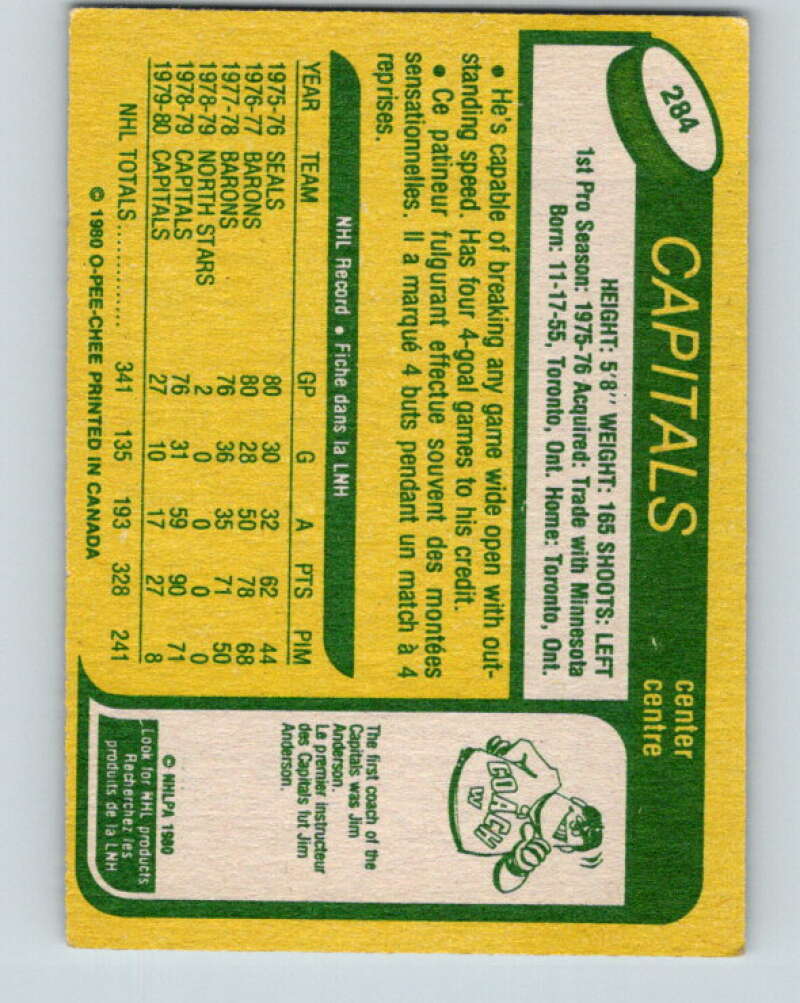 284
CAPITALS
center
centre
HEIGHT: 5'8" WEIGHT: 165 SHOOTS: LEFT
1st Pro Season: 1975-76 Acquired: Trade with Minnesota
Born: 11-17-55, Toronto, Ont. Home: Toronto, Ont.
• He's capable of breaking any game wide open with out-
standing speed. Has four 4-goal games to his credit.
• Ce patineur fulgurant effectue souvent des montées
sensationnelles. Il a marqué 4 buts pendant un match à 4
reprises.
NHL Record • Fiche dans la LNH
YEAR TEAM GP G A PTS PIM
1975-76 SEALS 80 30 32 62 44
1976-77 BARONS 80 28 50 78 68
1977-78 BARONS 76 36 35 71 50
1978-79 NORTH STARS 2 0 0 0 0
1978-79 CAPITALS 76 31 59 90 71
1979-80 CAPITALS 27 10 17 27 8
NHL TOTALS.............. 341 135 193 328 241
© 1980 O-PEE-CHEE PRINTED IN CANADA
COACH
W
The first coach of the
Capitals was Jim
Anderson.
Le premier instructeur
des Capitals fut Jim
Anderson.
© NHLPA 1980
Look for NHL products
Recherchez les
produits de la LNH